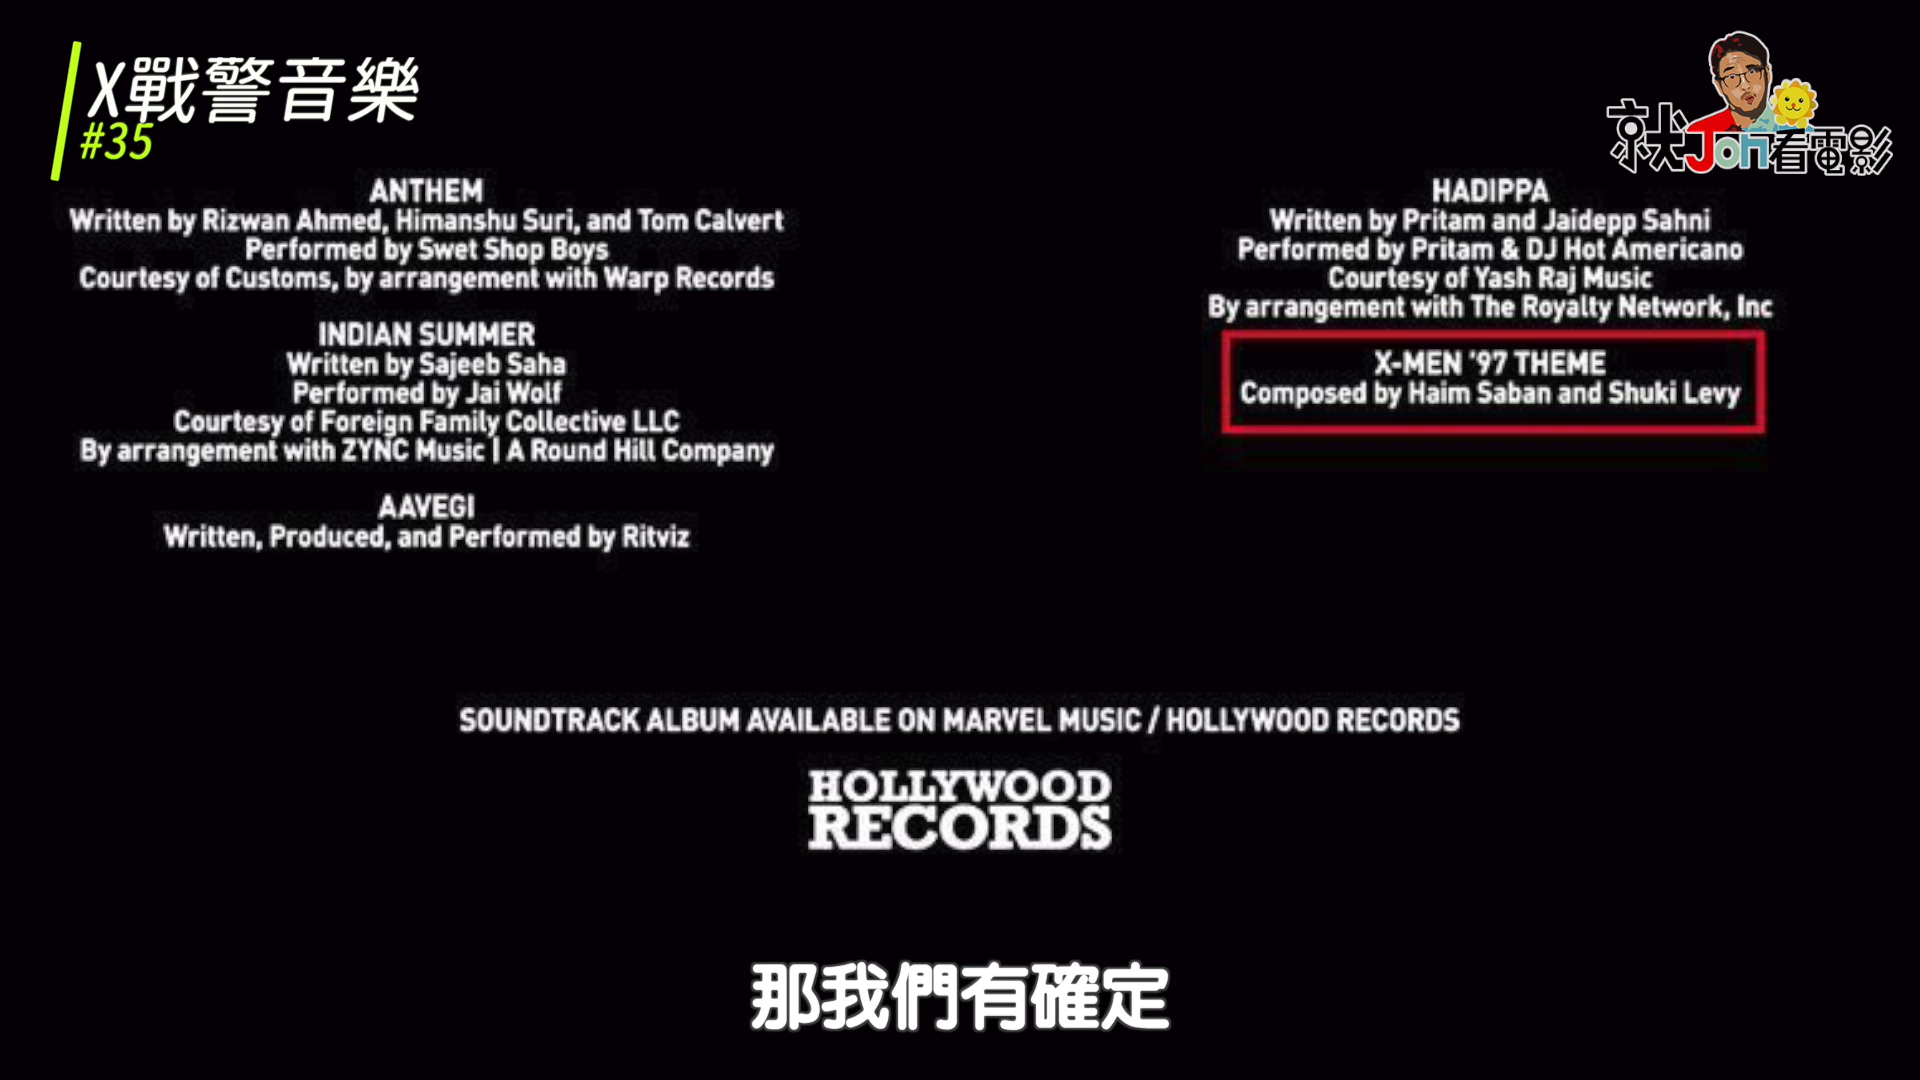 X戰警音樂
#35
就Jon看電影
ANTHEM
Written by Rizwan Ahmed, Himanshu Suri, and Tom Calvert
Performed by Swet Shop Boys
Courtesy of Customs, by arrangement with Warp Records
INDIAN SUMMER
Written by Sajeeb Saha
Performed by Jai Wolf
Courtesy of Foreign Family Collective LLC
By arrangement with ZYNC Music | A Round Hill Company
AAVEGI
Written, Produced, and Performed by Ritviz
HADIPPA
Written by Pritam and Jaidepp Sahni
Performed by Pritam & DJ Hot Americano
Courtesy of Yash Raj Music
By arrangement with The Royalty Network, Inc
X-MEN '97 THEME
Composed by Haim Saban and Shuki Levy
SOUNDTRACK ALBUM AVAILABLE ON MARVEL MUSIC / HOLLYWOOD RECORDS
HOLLYWOOD
RECORDS
那我們有確定